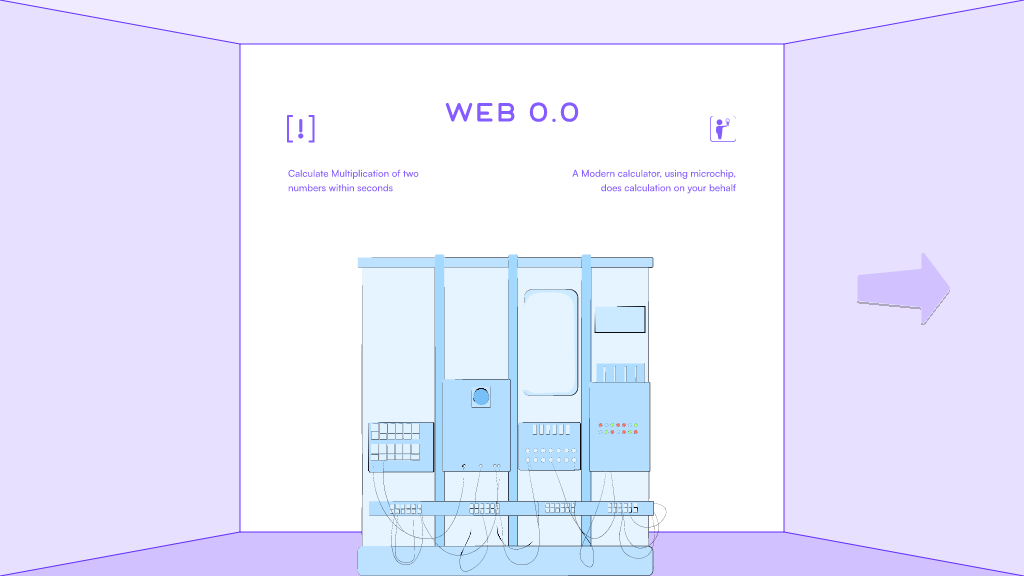 WEB 0.0
[!]
Calculate Multiplication of two
numbers within seconds
A Modern calculator, using microchip,
does calculation on your behalf